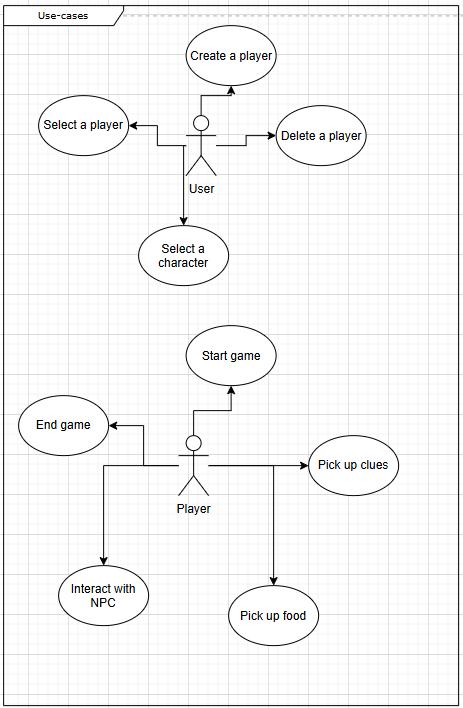 Use-cases
Create a player
Select a player
Delete a player
User
Select a
character
Start game
End game
Pick up clues
Player
Interact with
NPC
Pick up food